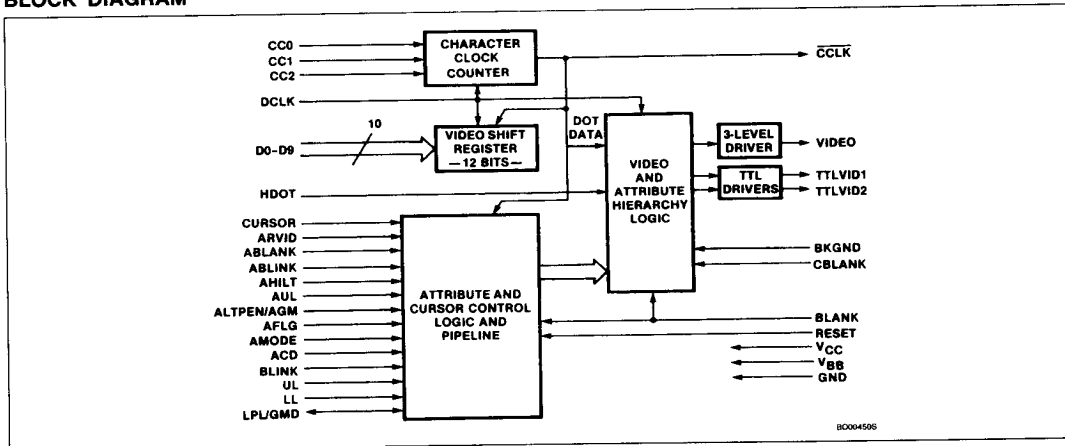 BLOCK DIAGRAM
CC0
CC1
CC2
CHARACTER
CLOCK
COUNTER
CCLK
DCLK
10
D0-D9
VIDEO SHIFT
REGISTER
— 12 BITS —
DOT
DATA
HDOT
VIDEO
AND
ATTRIBUTE
HIERARCHY
LOGIC
3-LEVEL
DRIVER
VIDEO
TTL
DRIVERS
TTLVID1
TTLVID2
CURSOR
ARVID
ABLANK
ABLINK
AHILT
AUL
ALTPEN/AGM
AFLG
AMODE
ACD
BLINK
UL
LL
LPL/GMD
ATTRIBUTE AND
CURSOR CONTROL
LOGIC AND
PIPELINE
BKGND
CBLANK
BLANK
RESET
VCC
VBB
GND
BD00450S